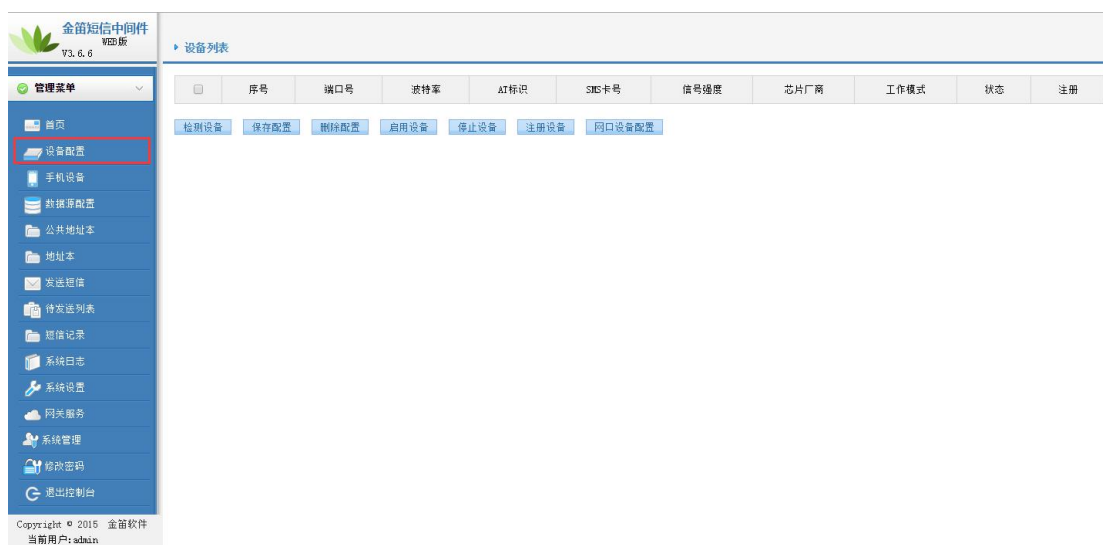 金笛短信中间件
WEB版
V3.6.6
设备列表
管理菜单
序号 端口号 波特率 AT标识 SMS卡号 信号强度 芯片厂商 工作模式 状态 注册
检测设备 保存配置 删除配置 启用设备 停止设备 注册设备 网口设备配置
首页
设备配置
手机设备
数据源配置
公共地址本
地址本
发送短信
待发送列表
短信记录
系统日志
系统设置
网关服务
系统管理
修改密码
退出控制台
Copyright © 2015 金笛软件
当前用户:admin